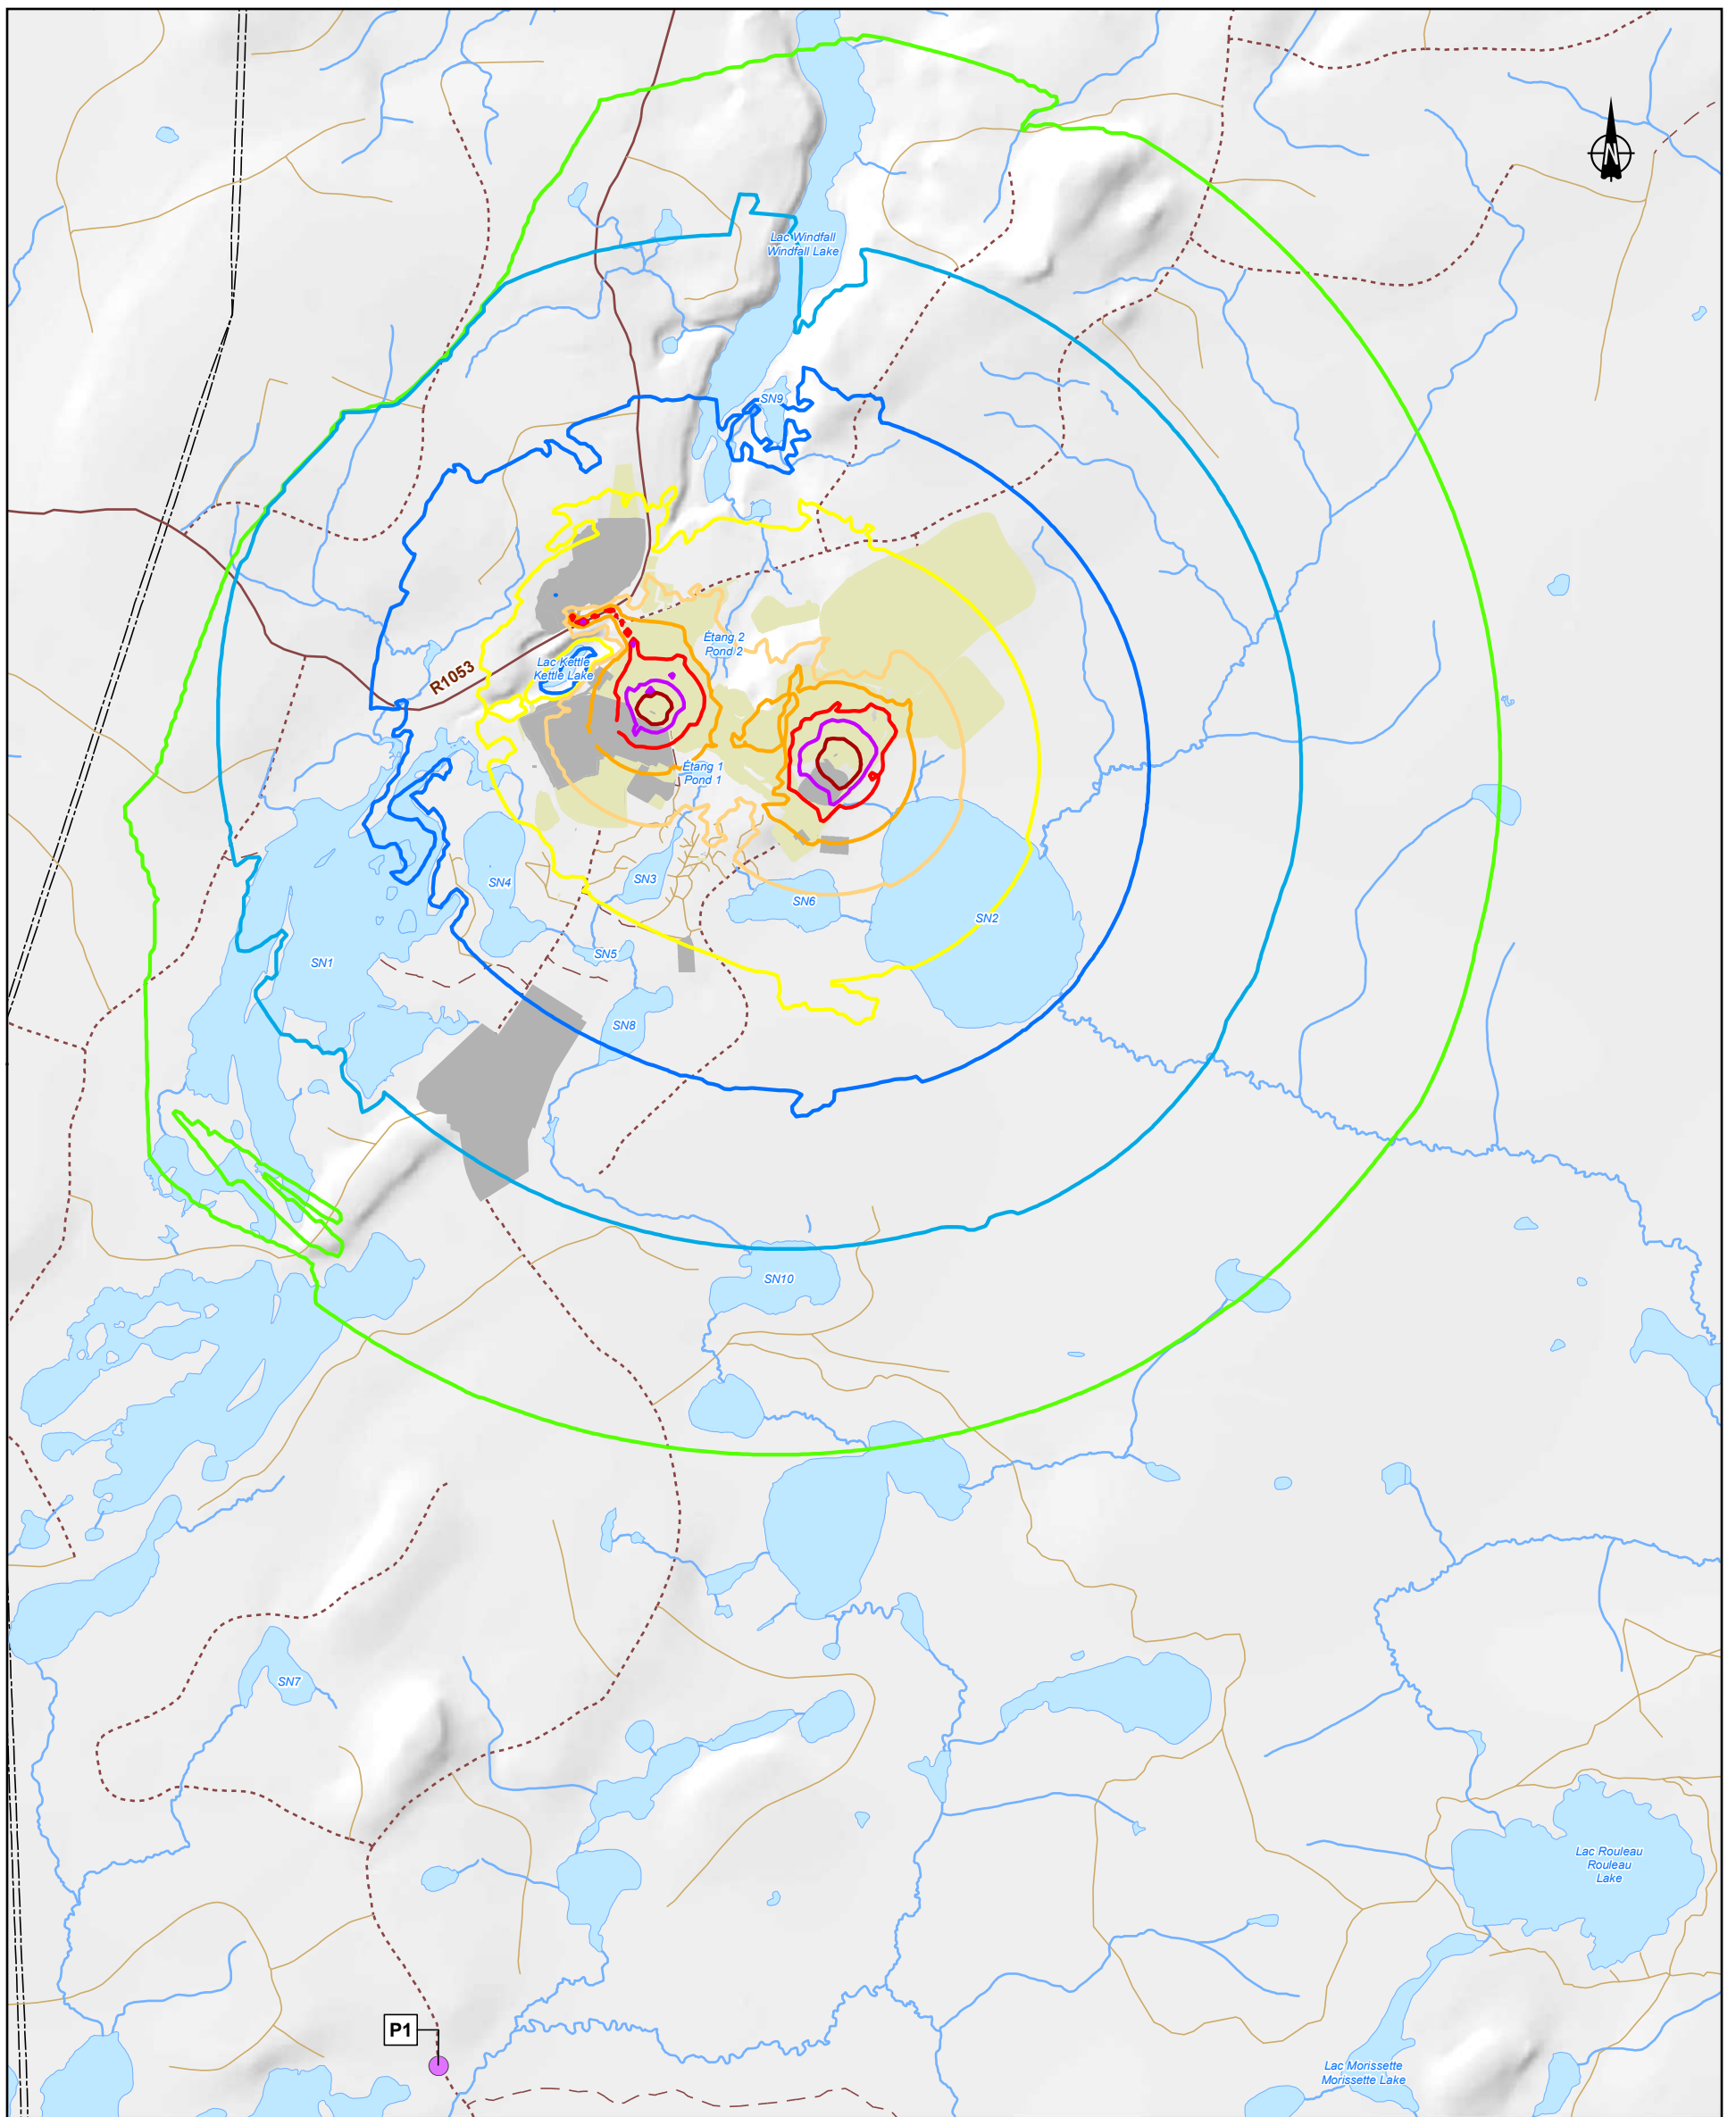 N
Lac Windfall
Windfall Lake
SN9
Étang 2
Pond 2
Lac Kettle
Kettle Lake
R1053
Étang 1
Pond 1
SN4
SN3
SN6
SN2
SN5
SN1
SN8
SN10
SN7
Lac Rouleau
Rouleau
Lake
P1
Lac Morissette
Morissette Lake